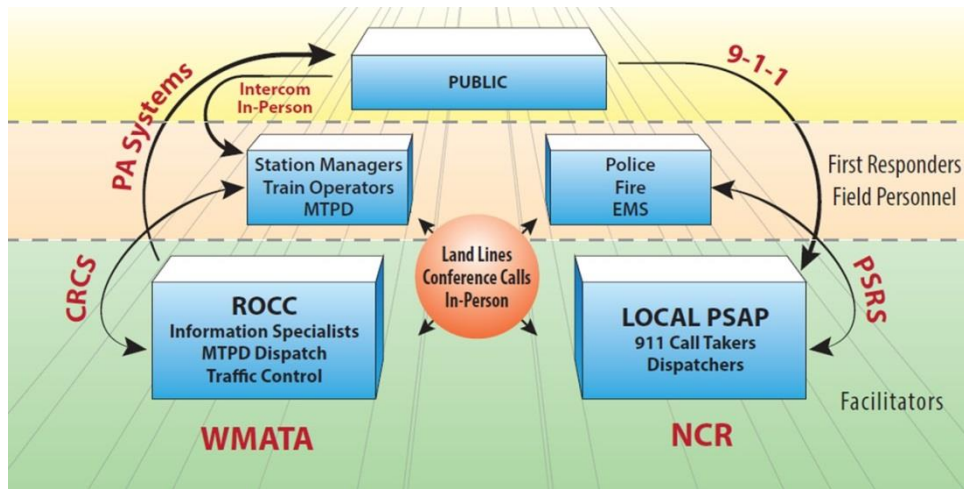 PUBLIC
9-1-1
PA Systems
Intercom
In-Person
Station Managers
Train Operators
MTPD
Police
Fire
EMS
First Responders
Field Personnel
Land Lines
Conference Calls
In-Person
CRCS
PSRS
ROCC
Information Specialists
MTPD Dispatch
Traffic Control
LOCAL PSAP
911 Call Takers
Dispatchers
Facilitators
WMATA
NCR